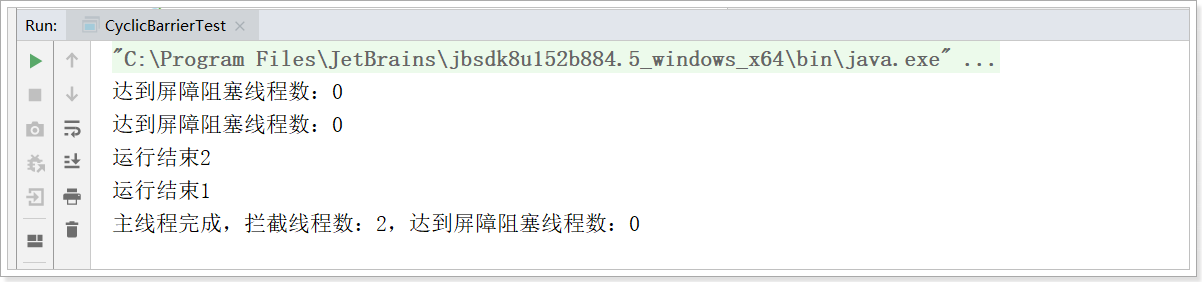 Run: CyclicBarrierTest ×
"C:\Program Files\JetBrains\jbsdk8u152b884.5_windows_x64\bin\java.exe" ...
达到屏障阻塞线程数：0
达到屏障阻塞线程数：0
运行结束2
运行结束1
主线程完成，拦截线程数：2，达到屏障阻塞线程数：0